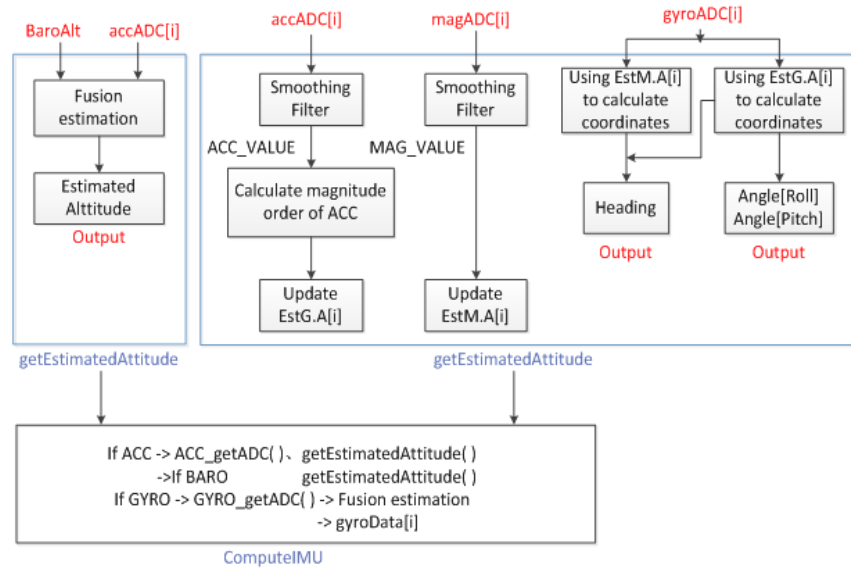 BaroAlt
accADC[i]
Fusion
estimation
Estimated
Alttitude
Output
getEstimatedAttitude
accADC[i]
magADC[i]
gyroADC[i]
Smoothing
Filter
Smoothing
Filter
Using EstM.A[i]
to calculate
coordinates
Using EstG.A[i]
to calculate
coordinates
ACC_VALUE
MAG_VALUE
Calculate magnitude
order of ACC
Heading
Angle[Roll]
Angle[Pitch]
Output
Output
Update
EstG.A[i]
Update
EstM.A[i]
getEstimatedAttitude
If ACC -> ACC_getADC( )、getEstimatedAttitude( )
->If BARO getEstimatedAttitude( )
If GYRO -> GYRO_getADC( ) -> Fusion estimation
-> gyroData[i]
ComputeIMU